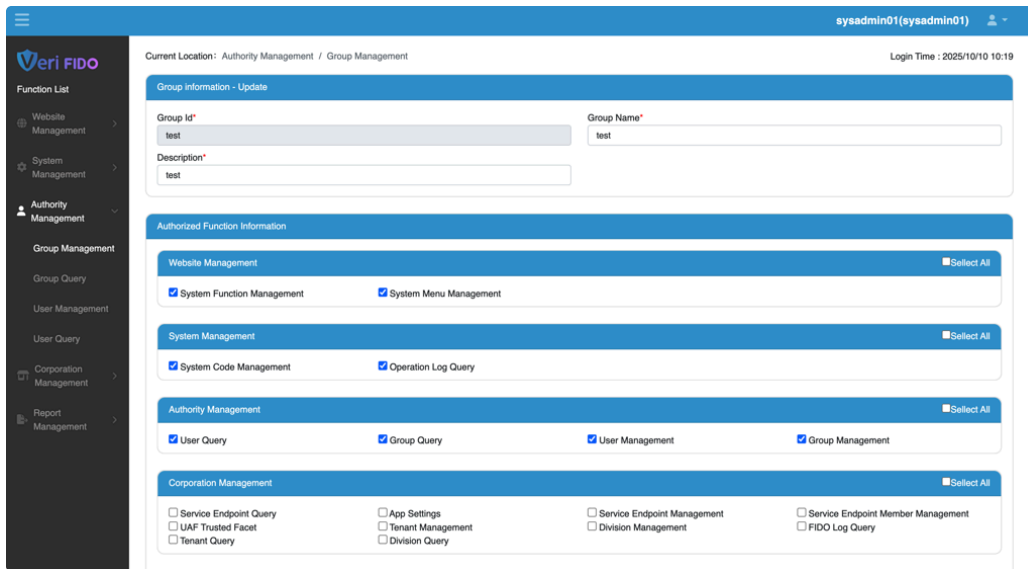 sysadmin01(sysadmin01)
Veri FIDO
Function List
Website
Management
System
Management
Authority
Management
Group Management
Group Query
User Management
User Query
Corporation
Management
Report
Management
Current Location: Authority Management / Group Management
Login Time : 2025/10/10 10:19
Group information - Update
Group Id*
test
Group Name*
test
Description*
test
Authorized Function Information
Website Management Sellect All
System Function Management System Menu Management
System Management Sellect All
System Code Management Operation Log Query
Authority Management Sellect All
User Query Group Query User Management Group Management
Corporation Management Sellect All
Service Endpoint Query App Settings Service Endpoint Management Service Endpoint Member Management
UAF Trusted Facet Tenant Management Division Management FIDO Log Query
Tenant Query Division Query